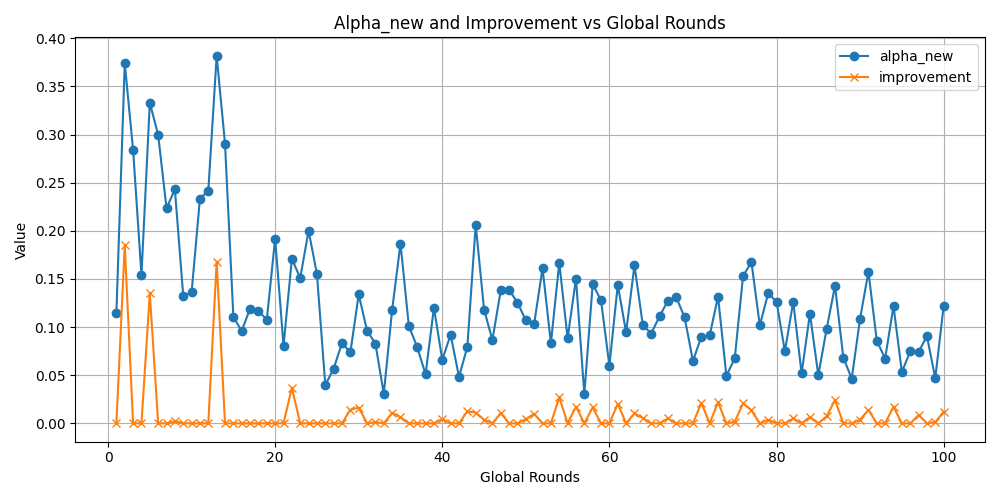 Alpha_new and Improvement vs Global Rounds
0.40
0.35
0.30
0.25
0.20
0.15
0.10
0.05
0.00
Value
alpha_new
improvement
0 20 40 60 80 100
Global Rounds